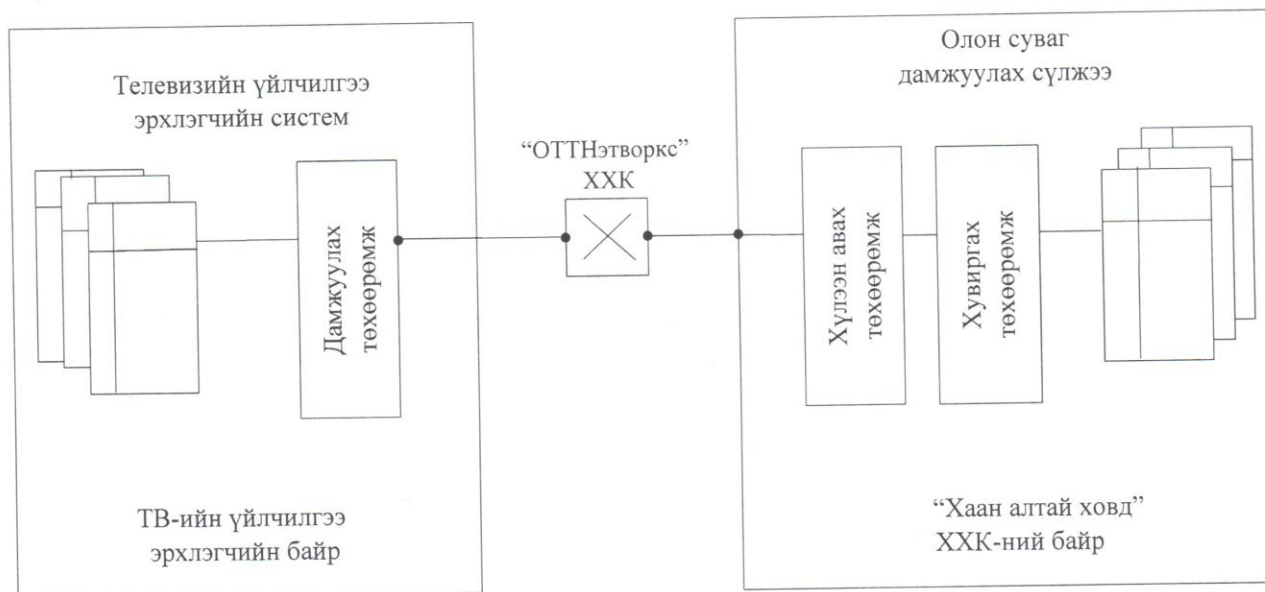 Телевизийн үйлчилгээ
эрхлэгчийн систем
Дамжуулах
төхөөрөмж
ТВ-ийн үйлчилгээ
эрхлэгчийн байр
“ОТТНэтворкс”
ХХК
Олон суваг
дамжуулах сүлжээ
Хүлээн авах
төхөөрөмж
Хувиргах
төхөөрөмж
“Хаан алтай ховд”
ХХК-ний байр